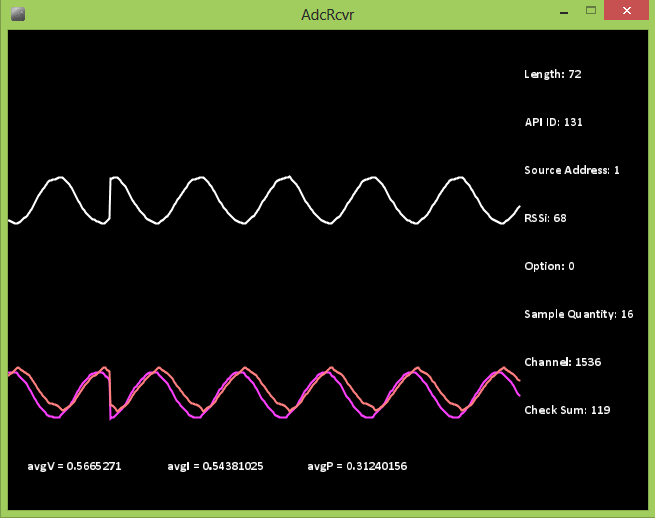 AdcRcvr
Length: 72
API ID: 131
Source Address: 1
RSSI: 68
Option: 0
Sample Quantity: 16
Channel: 1536
Check Sum: 119
avgV = 0.5665271 avgI = 0.54381025 avgP = 0.31240156